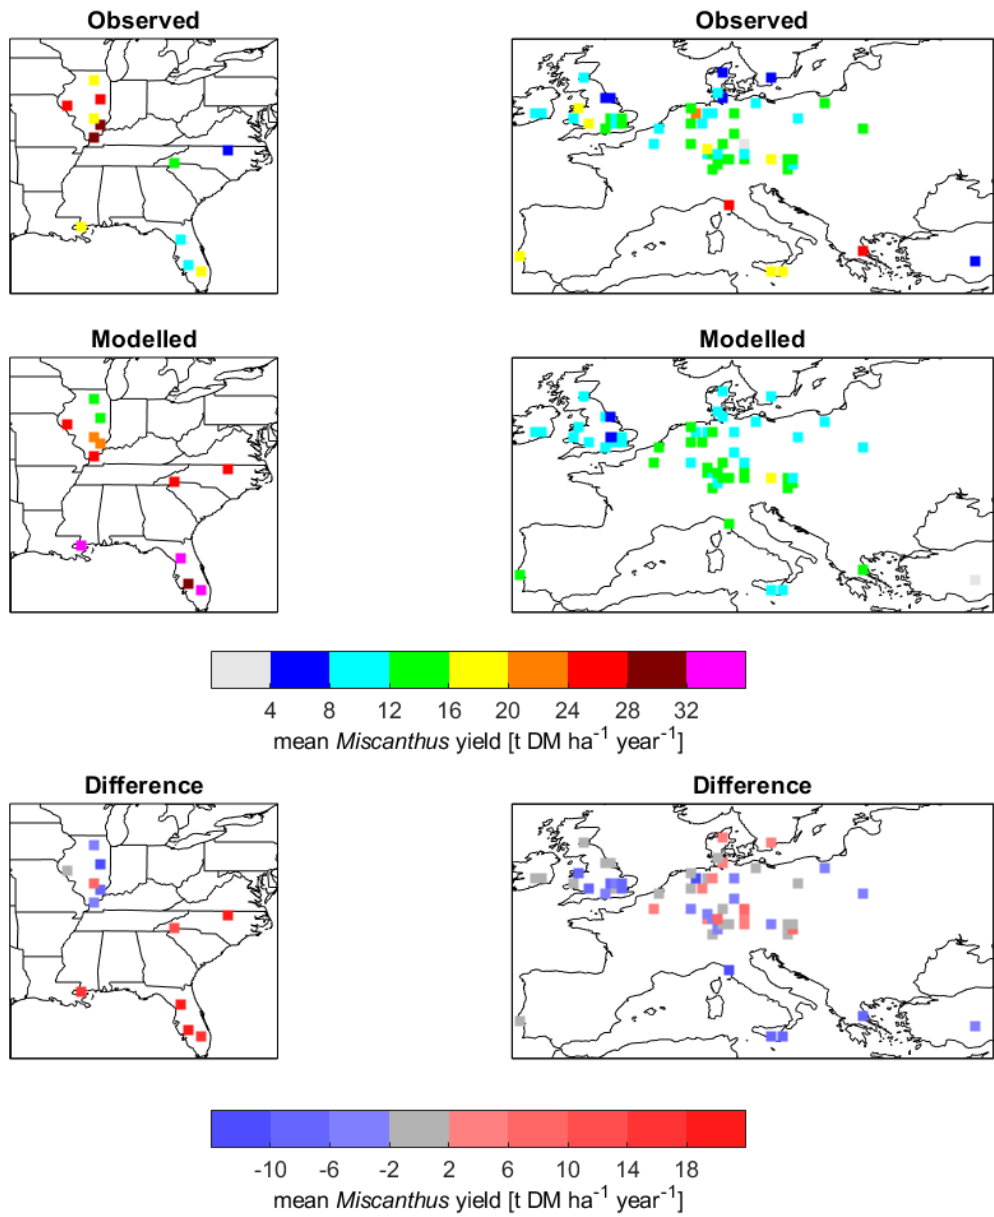 Observed
Observed
Modelled
Modelled
4 8 12 16 20 24 28 32
mean Miscanthus yield [t DM ha⁻¹ year⁻¹]
Difference
Difference
-10 -6 -2 2 6 10 14 18
mean Miscanthus yield [t DM ha⁻¹ year⁻¹]